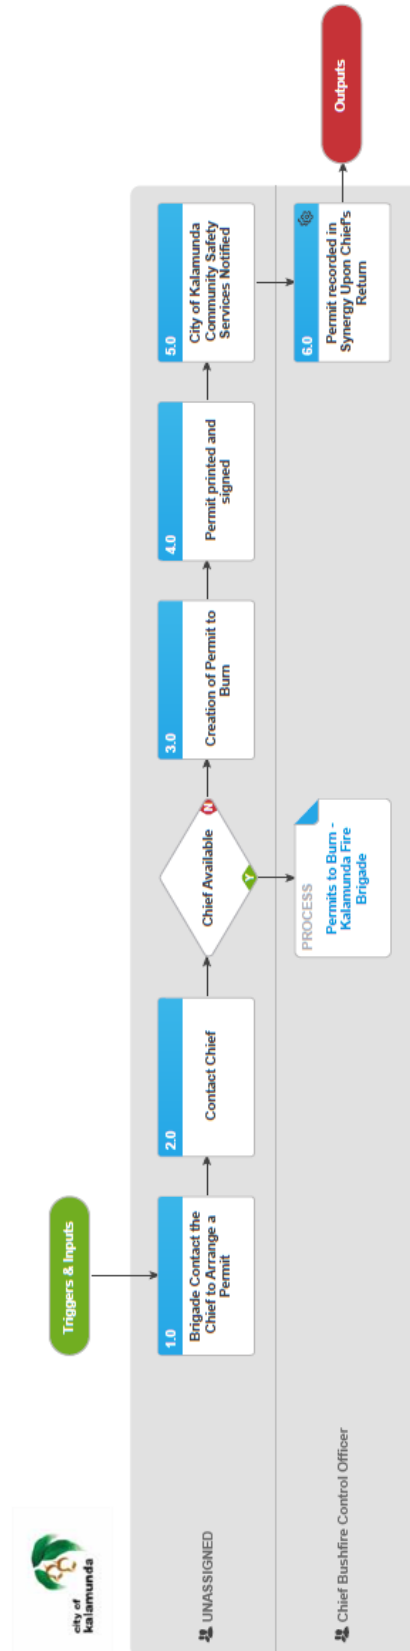 city of
kalamunda
Triggers & Inputs
UNASSIGNED
1.0
Brigade Contact the
Chief to Arrange a
Permit
2.0
Contact Chief
Chief Available
N
Y
3.0
Creation of Permit to
Burn
4.0
Permit printed and
signed
5.0
City of Kalamunda
Community Safety
Services Notified
Chief Bushfire Control Officer
PROCESS
Permits to Burn -
Kalamunda Fire
Brigade
6.0
Permit recorded in
Synergy Upon Chief's
Return
Outputs